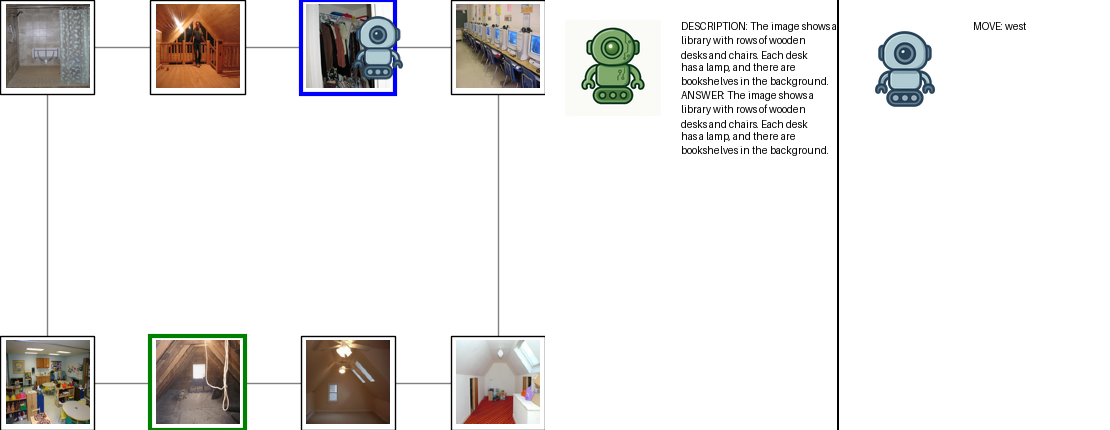 DESCRIPTION: The image shows a
library with rows of wooden
desks and chairs. Each desk
has a lamp, and there are
bookshelves in the background.
ANSWER: The image shows a
library with rows of wooden
desks and chairs. Each desk
has a lamp, and there are
bookshelves in the background.
MOVE: west